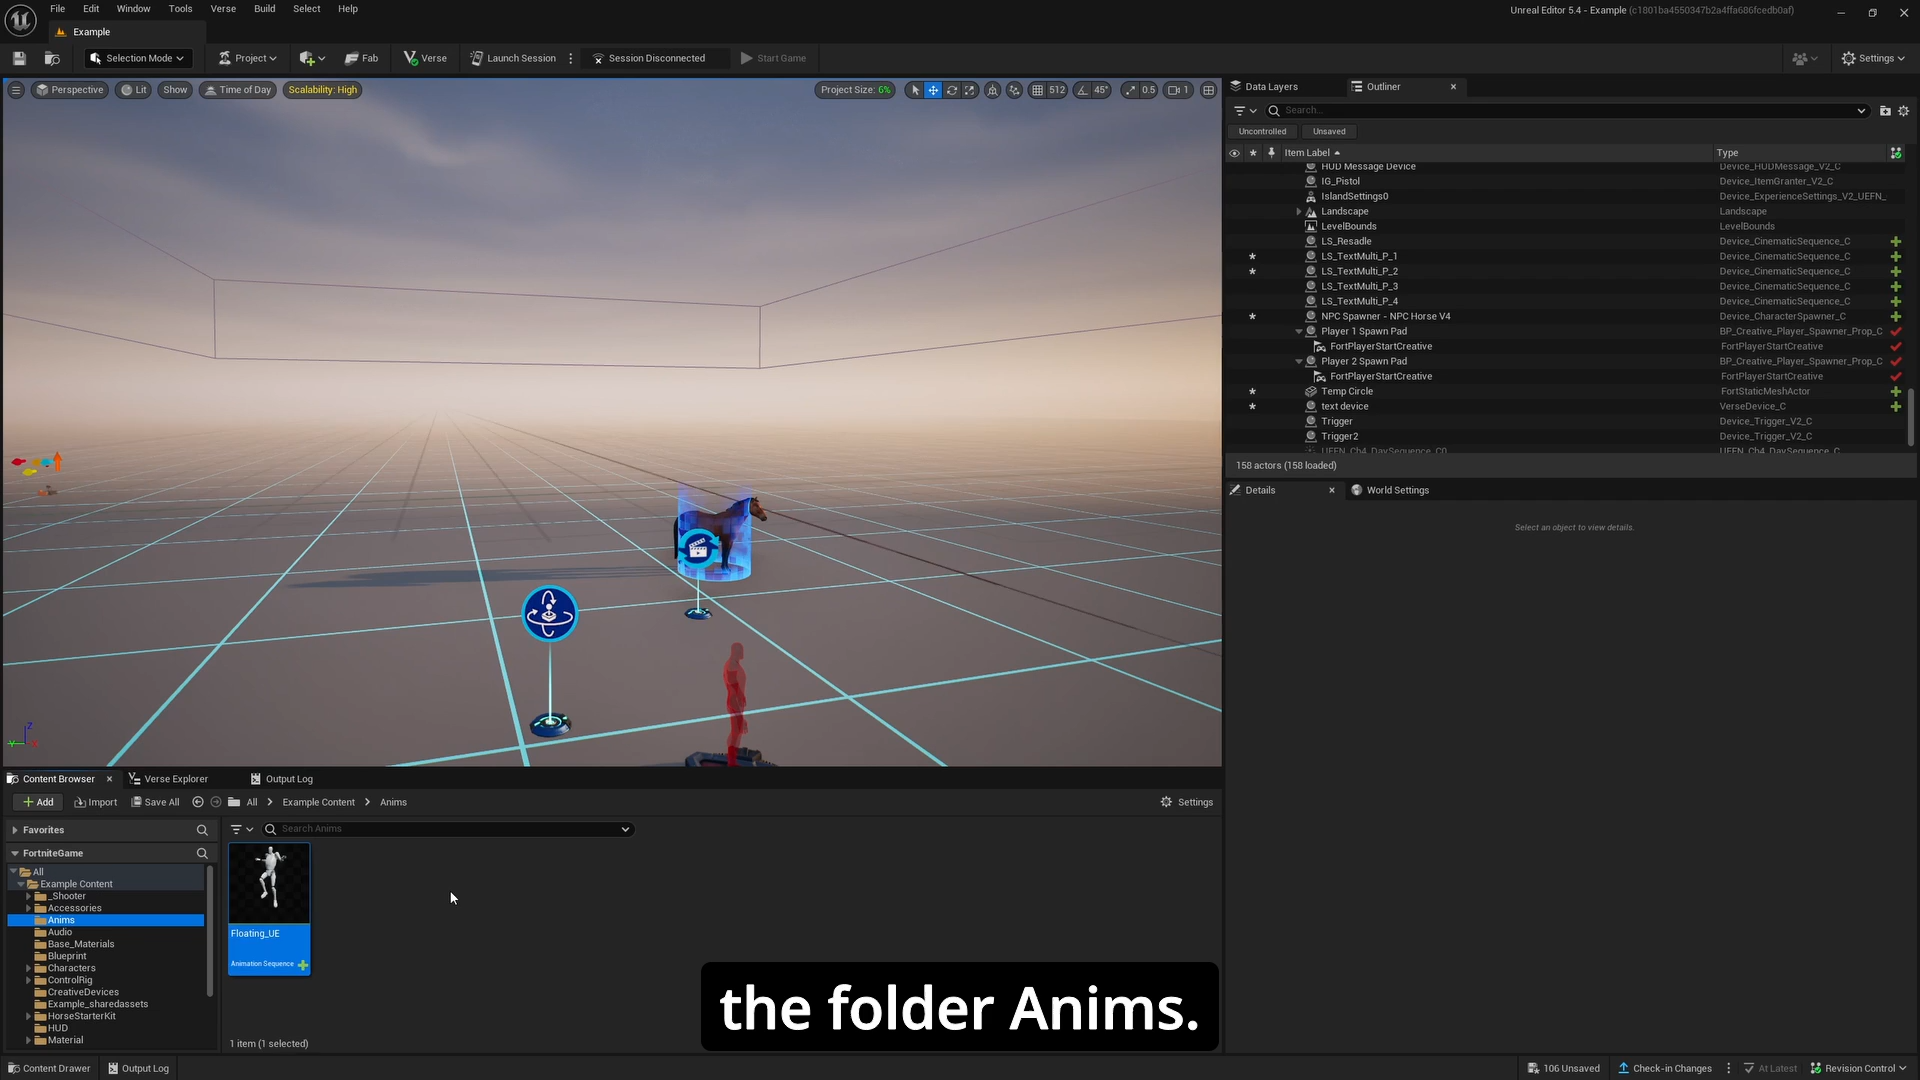 File Edit Window Tools Verse Build Select Help
Unreal Editor 5.4 - Example (c1801ba4550347b2a4ffa686fcedb0af)
Example
Selection Mode Project Fab Verse Launch Session Session Disconnected Start Game Settings
Perspective Lit Show Time of Day Scalability: High Project Size: 6% 512 45° 0.5 1
Data Layers Outliner
Search...
Uncontrolled Unsaved
Item Label Type
HUD Message Device Device_HUDMessage_V2_C
IG_Pistol Device_ItemGranter_V2_C
IslandSettings0 Device_ExperienceSettings_V2_UEFN_
Landscape Landscape
LevelBounds LevelBounds
LS_Resadle Device_CinematicSequence_C
LS_TextMulti_P_1 Device_CinematicSequence_C
LS_TextMulti_P_2 Device_CinematicSequence_C
LS_TextMulti_P_3 Device_CinematicSequence_C
LS_TextMulti_P_4 Device_CinematicSequence_C
NPC Spawner - NPC Horse V4 Device_CharacterSpawner_C
Player 1 Spawn Pad BP_Creative_Player_Spawner_Prop_C
FortPlayerStartCreative FortPlayerStartCreative
Player 2 Spawn Pad BP_Creative_Player_Spawner_Prop_C
FortPlayerStartCreative FortPlayerStartCreative
Temp Circle FortStaticMeshActor
text device VerseDevice_C
Trigger Device_Trigger_V2_C
Trigger2 Device_Trigger_V2_C
UEFN_Ch4_DaySequence_C0 UEFN_Ch4_DaySequence_C
158 actors (158 loaded)
Details World Settings
Select an object to view details.
Z
Content Browser Verse Explorer Output Log
Add Import Save All All Example Content Anims Settings
Favorites
Search Anims
FortniteGame
All
Example Content
_Shooter
Accessories
Anims
Audio
Base_Materials
Blueprint
Characters
ControlRig
CreativeDevices
Example_sharedassets
HorseStarterKit
HUD
Material
Floating_UE
Animation Sequence
1 item (1 selected)
the folder Anims.
Content Drawer Output Log 106 Unsaved Check-in Changes At Latest Revision Control